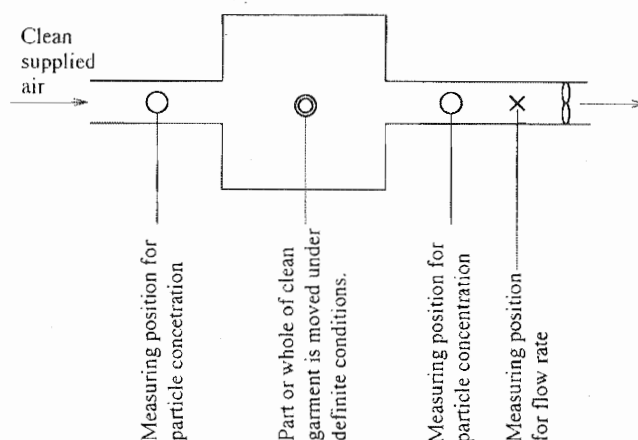 Clean
supplied
air
Measuring position for
particle concetration
Part or whole of clean
garment is moved under
definite conditions.
Measuring position for
particle concentration
Measuring position
for flow rate